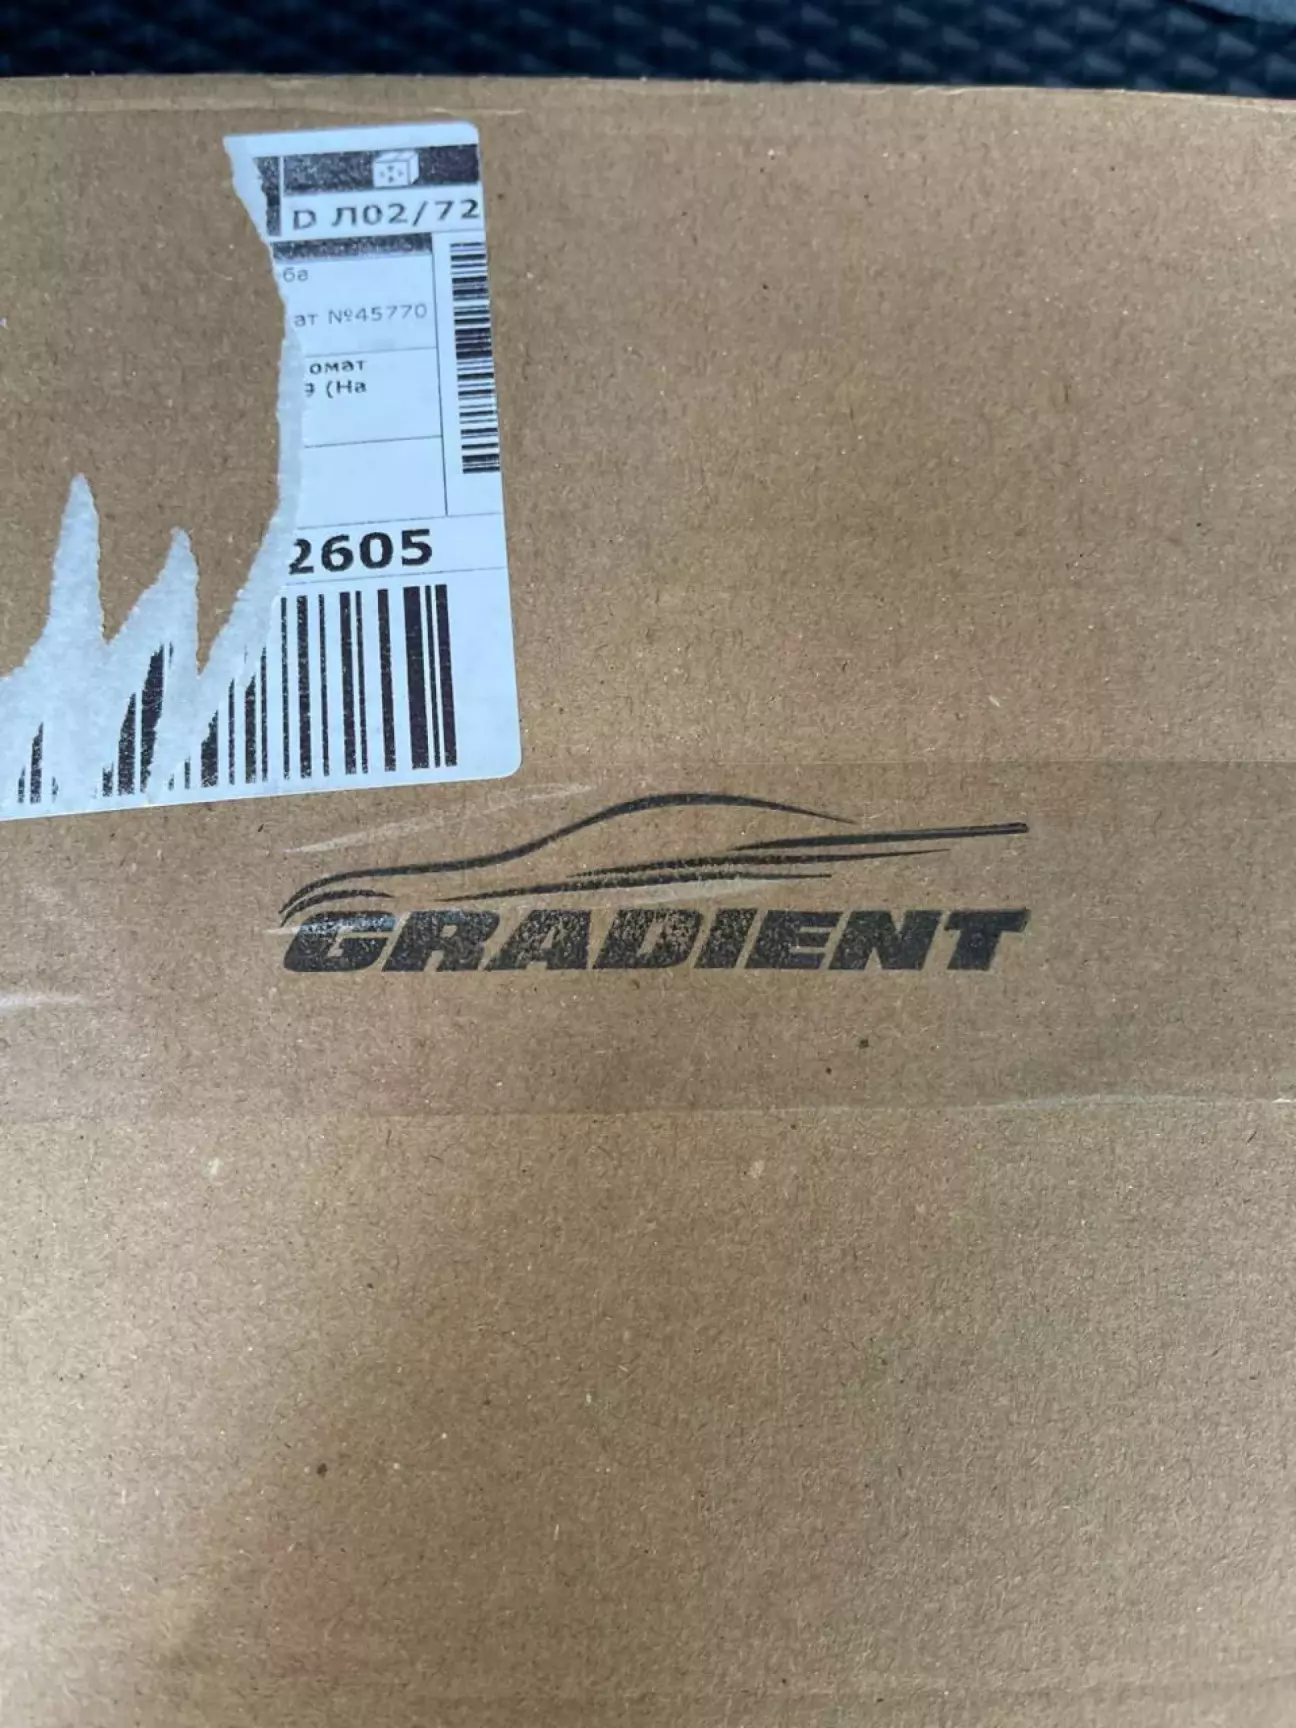 D Л02/72
ба
ат №45770
омат
(На
2605
GRADIENT